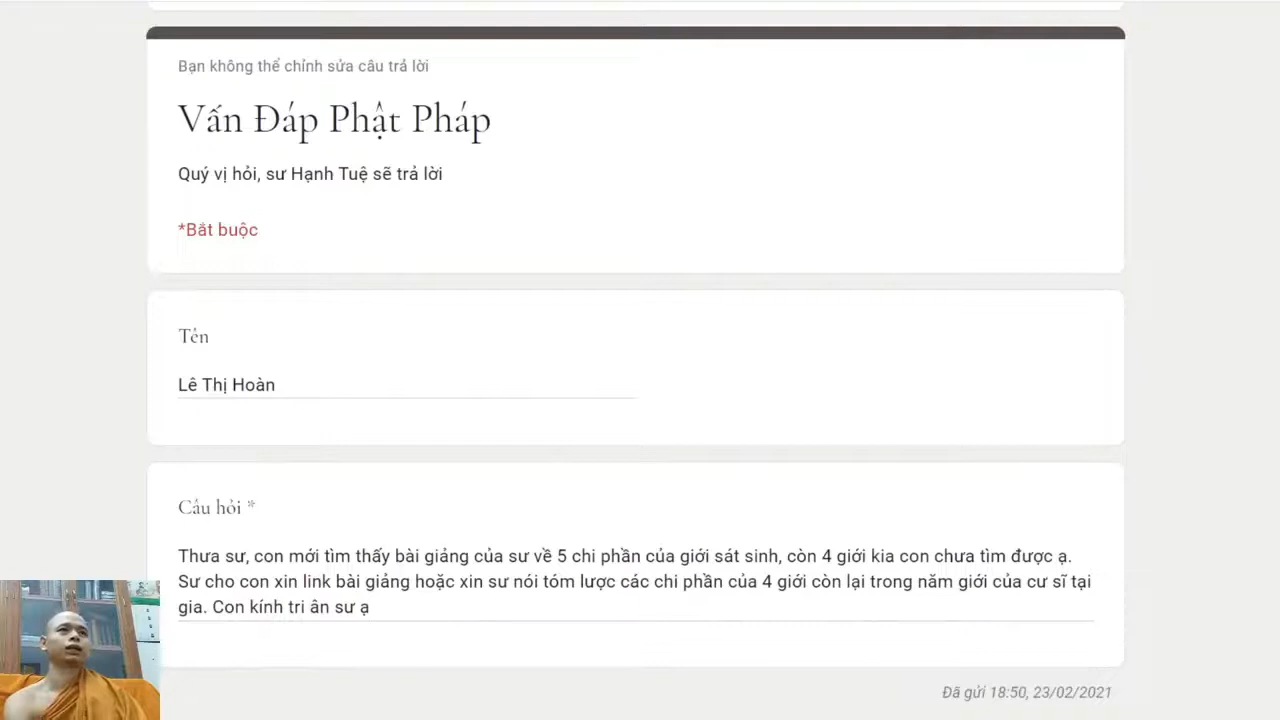 Bạn không thể chỉnh sửa câu trả lời
Vấn Đáp Phật Pháp
Quý vị hỏi, sư Hạnh Tuệ sẽ trả lời
*Bắt buộc
Tên
Lê Thị Hoàn
Câu hỏi *
Thưa sư, con mới tìm thấy bài giảng của sư về 5 chi phần của giới sát sinh, còn 4 giới kia con chưa tìm được ạ.
Sư cho con xin link bài giảng hoặc xin sư nói tóm lược các chi phần của 4 giới còn lại trong năm giới của cư sĩ tại
gia. Con kính tri ân sư ạ
Đã gửi 18:50, 23/02/2021